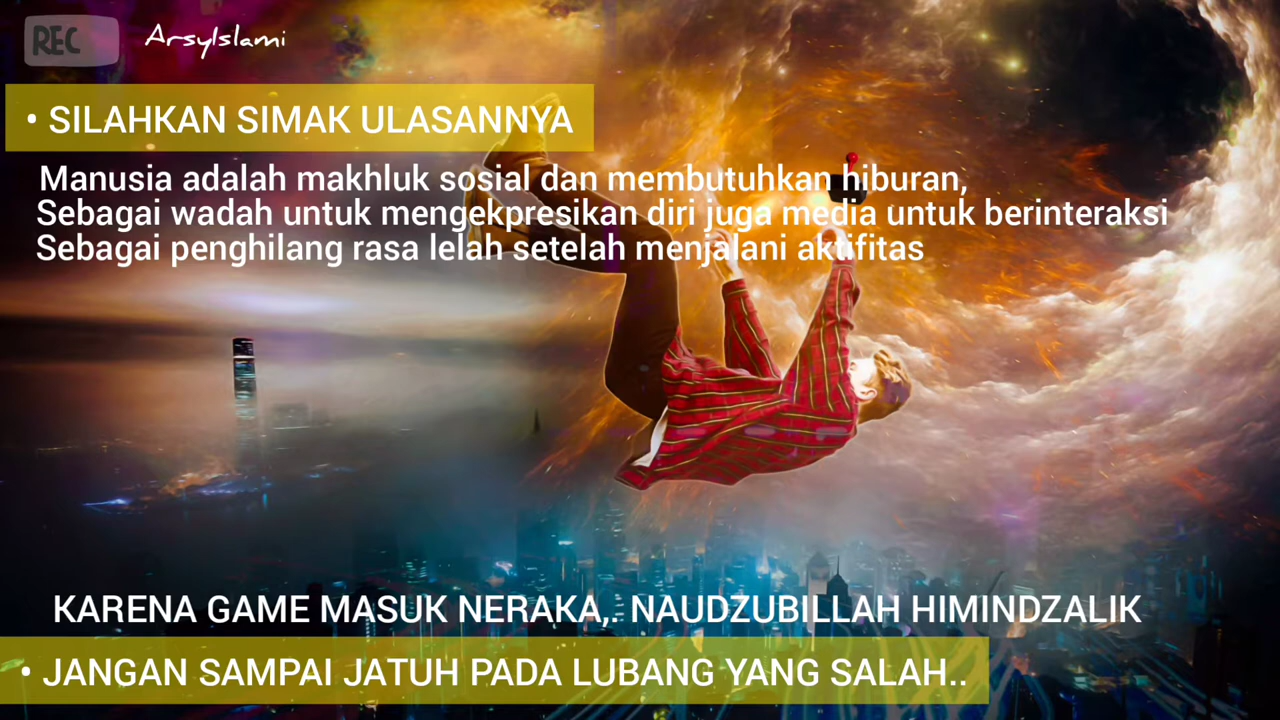 REC
ArsyIslami
• SILAHKAN SIMAK ULASANNYA
Manusia adalah makhluk sosial dan membutuhkan hiburan,
Sebagai wadah untuk mengekpresikan diri juga media untuk berinteraksi
Sebagai penghilang rasa lelah setelah menjalani aktifitas
KARENA GAME MASUK NERAKA,. NAUDZUBILLAH HIMINDZALIK
• JANGAN SAMPAI JATUH PADA LUBANG YANG SALAH..